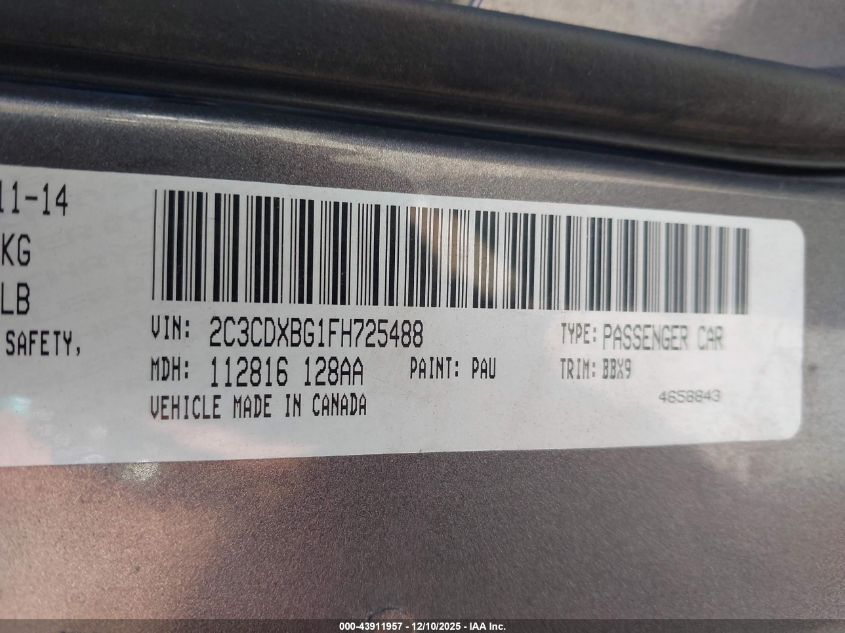 11-14
KG
LB
SAFETY,
VIN: 2C3CDXBG1FH725488 TYPE: PASSENGER CAR
MDH: 112816 128AA PAINT: PAU TRIM: BBX9
VEHICLE MADE IN CANADA 4658843
000-43911957 - 12/10/2025 - IAA Inc.